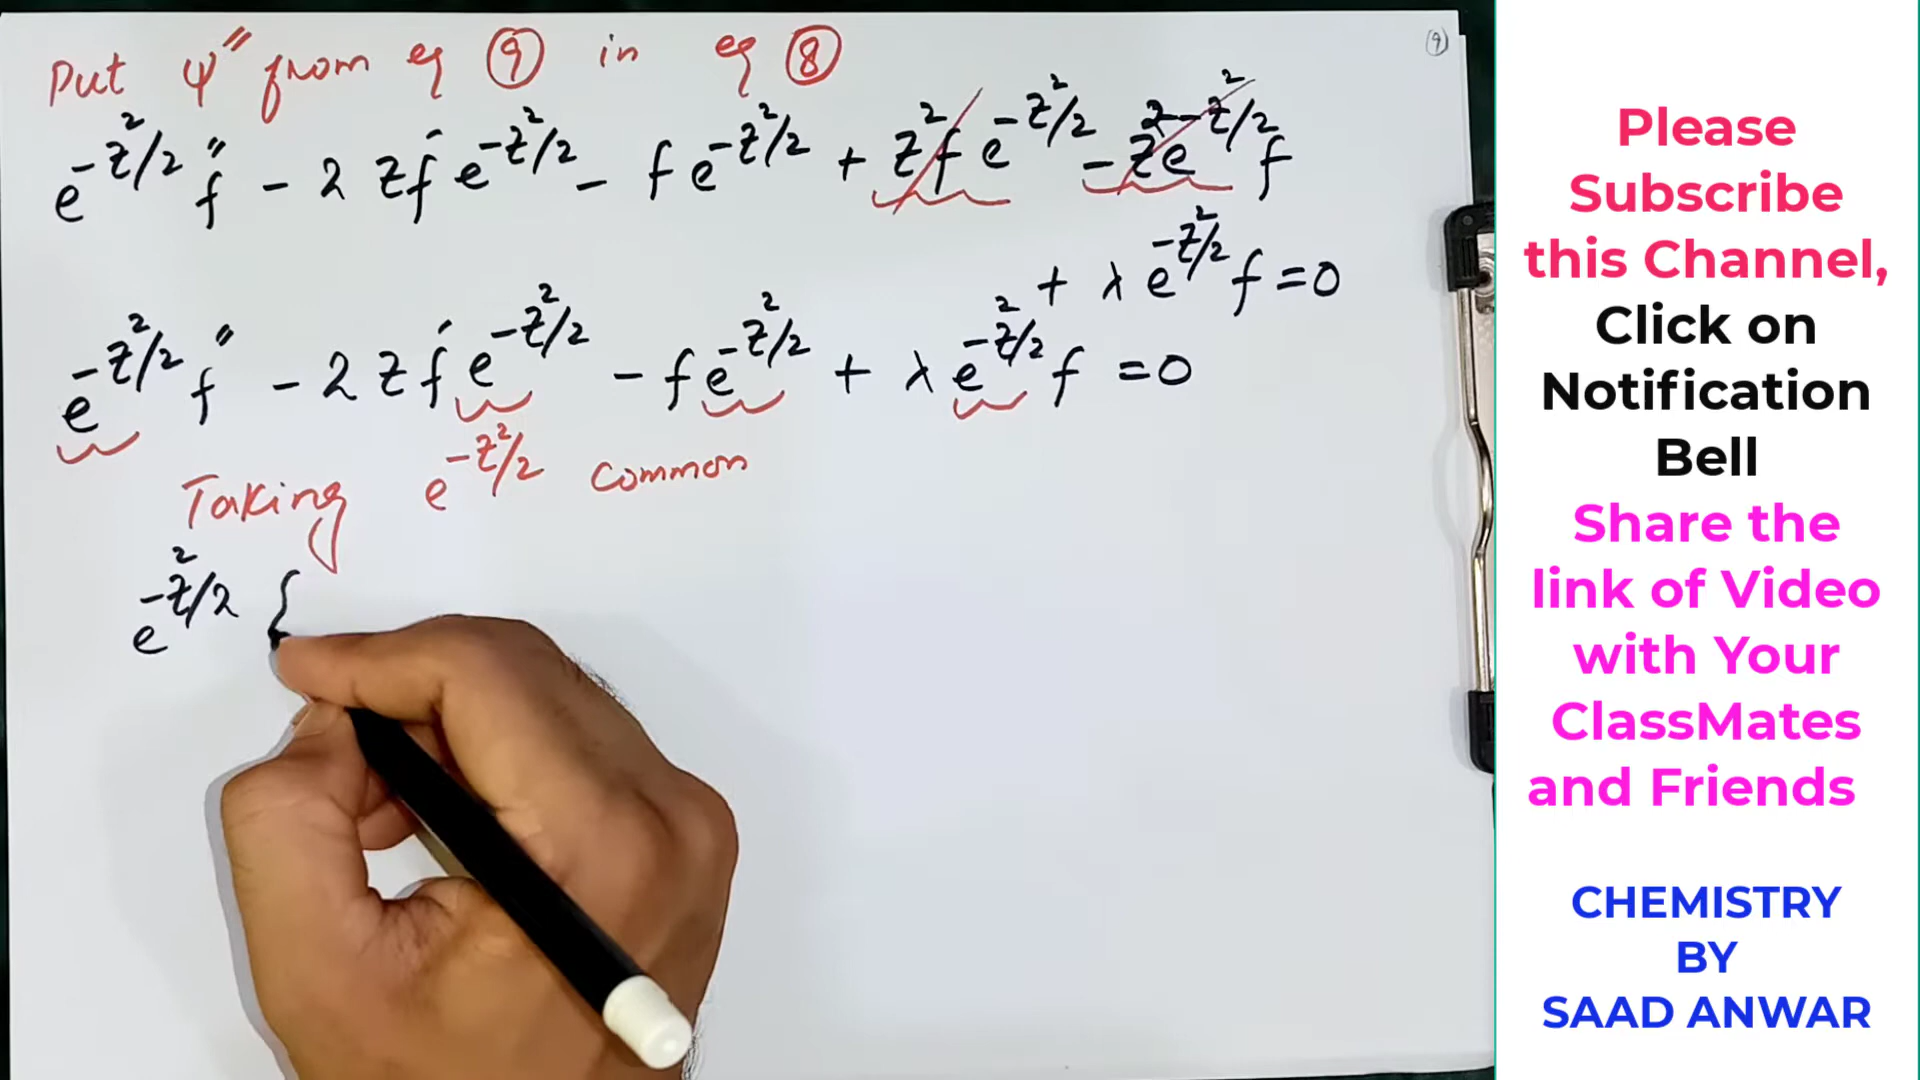 Put ψ″ from eq ⑨ in eq ⑧
⑨
e^{-z²/2} f″ - 2 z f′ e^{-z²/2} - f e^{-z²/2} + z² f e^{-z²/2} - z² e^{-z²/2} f
+ λ e^{-z²/2} f = 0
e^{-z²/2} f″ - 2 z f′ e^{-z²/2} - f e^{-z²/2} + λ e^{-z²/2} f = 0
Taking e^{-z²/2} common
e^{-z²/2} {
Please
Subscribe
this Channel,
Click on
Notification
Bell
Share the
link of Video
with Your
ClassMates
and Friends
CHEMISTRY
BY
SAAD ANWAR